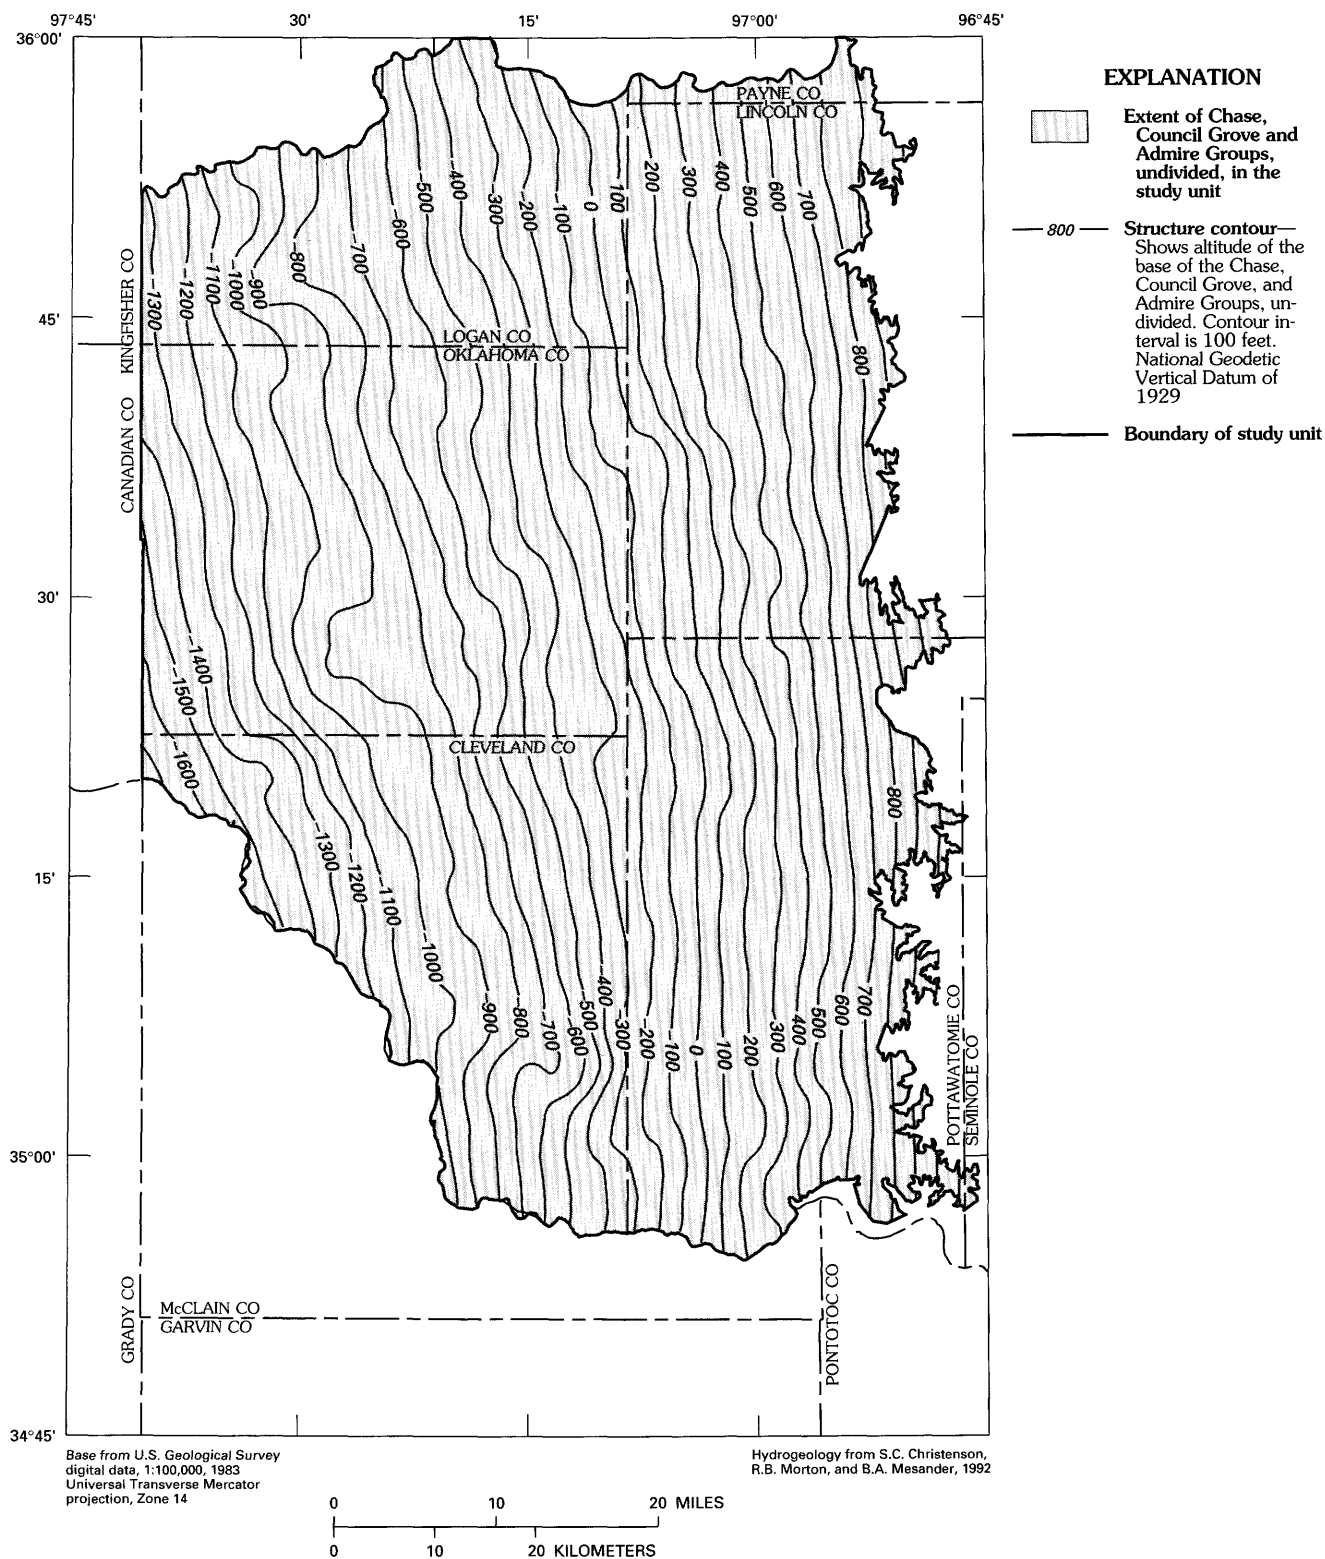 97°45'
30'
15'
97°00'
96°45'
36°00'
45'
30'
15'
35°00'
34°45'
PAYNE CO
LINCOLN CO
KINGFISHER CO
CANADIAN CO
LOGAN CO
OKLAHOMA CO
CLEVELAND CO
POTTAWATOMIE CO
SEMINOLE CO
GRADY CO
McCLAIN CO
GARVIN CO
PONTOTOC CO
-1300
-1200
-1100
-1000
-900
-800
-700
-600
-500
-400
-300
-200
-100
0
100
200
300
400
500
600
700
800
-1400
-1500
-1600
800
-1300
-1200
-1100
-1000
-900
-800
-700
-600
-500
-400
-300
-200
-100
0
100
200
300
400
500
600
700
EXPLANATION
Extent of Chase,
Council Grove and
Admire Groups,
undivided, in the
study unit
—800— Structure contour—
Shows altitude of the
base of the Chase,
Council Grove, and
Admire Groups, un-
divided. Contour in-
terval is 100 feet.
National Geodetic
Vertical Datum of
1929
Boundary of study unit
Base from U.S. Geological Survey
digital data, 1:100,000, 1983
Universal Transverse Mercator
projection, Zone 14
Hydrogeology from S.C. Christenson,
R.B. Morton, and B.A. Mesander, 1992
0 10 20 MILES
0 10 20 KILOMETERS